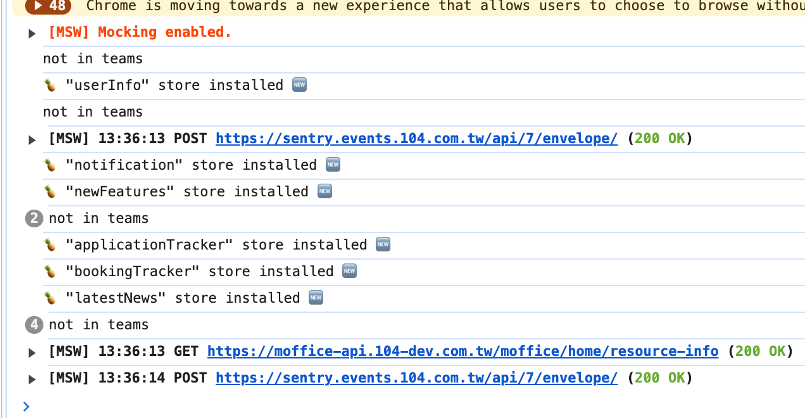 48 Chrome is moving towards a new experience that allows users to choose to browse withou
[MSW] Mocking enabled.
not in teams
🍍 "userInfo" store installed 🆕
not in teams
[MSW] 13:36:13 POST https://sentry.events.104.com.tw/api/7/envelope/ (200 OK)
🍍 "notification" store installed 🆕
🍍 "newFeatures" store installed 🆕
2 not in teams
🍍 "applicationTracker" store installed 🆕
🍍 "bookingTracker" store installed 🆕
🍍 "latestNews" store installed 🆕
4 not in teams
[MSW] 13:36:13 GET https://moffice-api.104-dev.com.tw/moffice/home/resource-info (200 OK)
[MSW] 13:36:14 POST https://sentry.events.104.com.tw/api/7/envelope/ (200 OK)